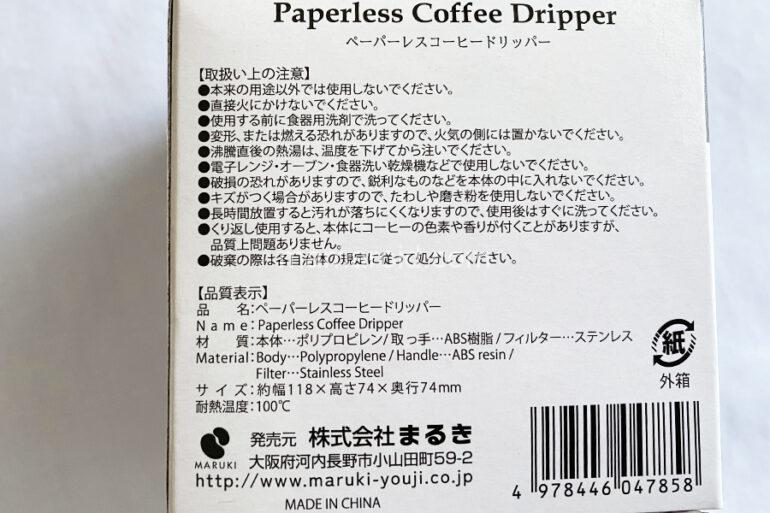 Paperless Coffee Dripper
ペーパーレスコーヒードリッパー
【取扱い上の注意】
●本来の用途以外では使用しないでください。
●直接火にかけないでください。
●使用する前に食器用洗剤で洗ってください。
●変形、または燃える恐れがありますので、火気の側には置かないでください。
●沸騰直後の熱湯は、温度を下げてから注いでください。
●電子レンジ・オーブン・食器洗い乾燥機などで使用しないでください。
●破損の恐れがありますので、鋭利なものなどを本体の中に入れないでください。
●キズがつく場合がありますので、たわしや磨き粉を使用しないでください。
●長時間放置すると汚れが落ちにくくなりますので、使用後はすぐに洗ってください。
●くり返し使用すると、本体にコーヒーの色素や香りが付くことがありますが、
品質上問題ありません。
●破棄の際は各自治体の規定に従って処分してください。
【品質表示】
品 名:ペーパーレスコーヒードリッパー
Name:Paperless Coffee Dripper
材 質:本体…ポリプロピレン/取っ手…ABS樹脂/フィルター…ステンレス
Material:Body…Polypropylene/Handle…ABS resin/
Filter…Stainless Steel
サイズ:約幅118×高さ74×奥行74mm
耐熱温度:100℃
紙
外箱
MARUKI
発売元 株式会社まるき
大阪府河内長野市小山田町59-2
http://www.maruki-youji.co.jp
MADE IN CHINA
4 978446 047858